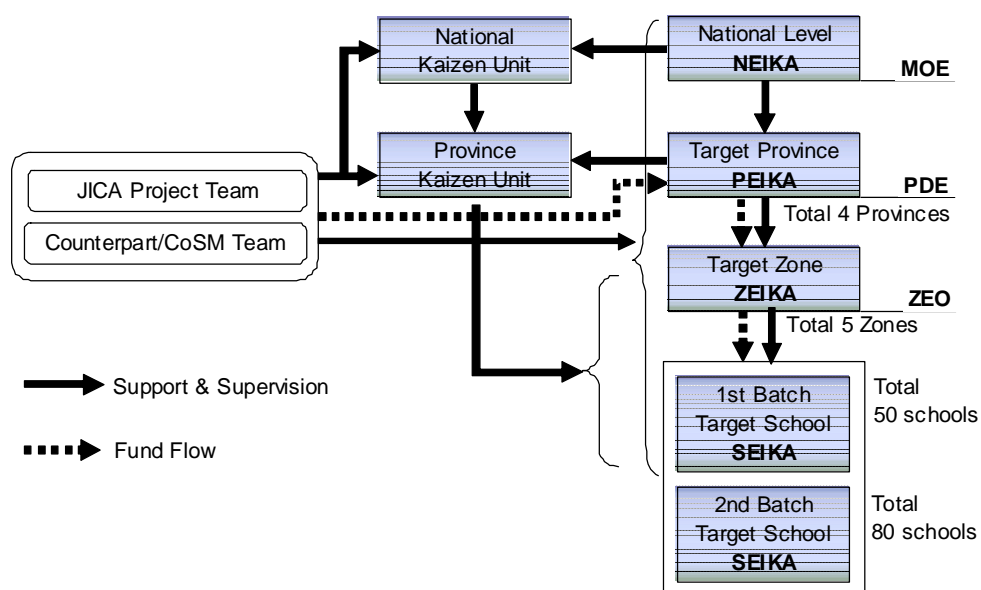 National
Kaizen Unit
National Level
NEIKA
MOE
Province
Kaizen Unit
Target Province
PEIKA
PDE
Total 4 Provinces
JICA Project Team
Counterpart/CoSM Team
Target Zone
ZEIKA
ZEO
Total 5 Zones
Support & Supervision
Fund Flow
1st Batch
Target School
SEIKA
Total
50 schools
2nd Batch
Target School
SEIKA
Total
80 schools